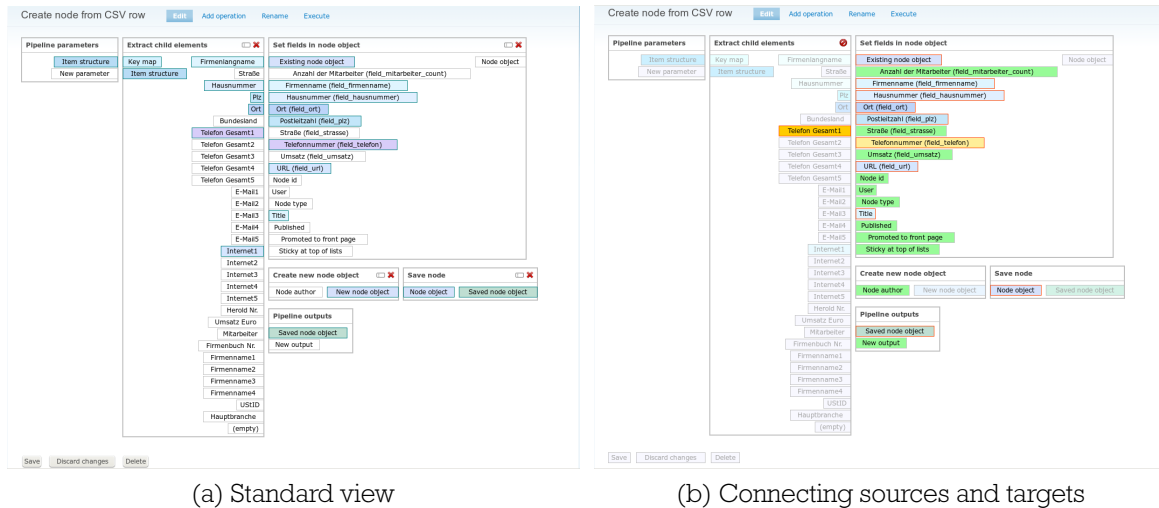 Create node from CSV row Edit Add operation Rename Execute
Pipeline parameters
Item structure
New parameter
Extract child elements
Key map Firmenlangname
Item structure Straße
Hausnummer
Plz
Ort
Bundesland
Telefon Gesamt1
Telefon Gesamt2
Telefon Gesamt3
Telefon Gesamt4
Telefon Gesamt5
E-Mail1
E-Mail2
E-Mail3
E-Mail4
E-Mail5
Internet1
Internet2
Internet3
Internet4
Internet5
Herold Nr.
Umsatz Euro
Mitarbeiter
Firmenbuch Nr.
Firmenname1
Firmenname2
Firmenname3
Firmenname4
UStID
Hauptbranche
(empty)
Set fields in node object
Existing node object Node object
Anzahl der Mitarbeiter (field_mitarbeiter_count)
Firmenname (field_firmenname)
Hausnummer (field_hausnummer)
Ort (field_ort)
Postleitzahl (field_plz)
Straße (field_strasse)
Telefonnummer (field_telefon)
Umsatz (field_umsatz)
URL (field_url)
Node id
User
Node type
Title
Published
Promoted to front page
Sticky at top of lists
Create new node object
Node author New node object
Save node
Node object Saved node object
Pipeline outputs
Saved node object
New output
Save Discard changes Delete
(a) Standard view
Create node from CSV row Edit Add operation Rename Execute
Pipeline parameters
Item structure
New parameter
Extract child elements
Key map Firmenlangname
Item structure Straße
Hausnummer
Plz
Ort
Bundesland
Telefon Gesamt1
Telefon Gesamt2
Telefon Gesamt3
Telefon Gesamt4
Telefon Gesamt5
E-Mail1
E-Mail2
E-Mail3
E-Mail4
E-Mail5
Internet1
Internet2
Internet3
Internet4
Internet5
Herold Nr.
Umsatz Euro
Mitarbeiter
Firmenbuch Nr.
Firmenname1
Firmenname2
Firmenname3
Firmenname4
UStID
Hauptbranche
(empty)
Set fields in node object
Existing node object Node object
Anzahl der Mitarbeiter (field_mitarbeiter_count)
Firmenname (field_firmenname)
Hausnummer (field_hausnummer)
Ort (field_ort)
Postleitzahl (field_plz)
Straße (field_strasse)
Telefonnummer (field_telefon)
Umsatz (field_umsatz)
URL (field_url)
Node id
User
Node type
Title
Published
Promoted to front page
Sticky at top of lists
Create new node object
Node author New node object
Save node
Node object Saved node object
Pipeline outputs
Saved node object
New output
Save Discard changes Delete
(b) Connecting sources and targets